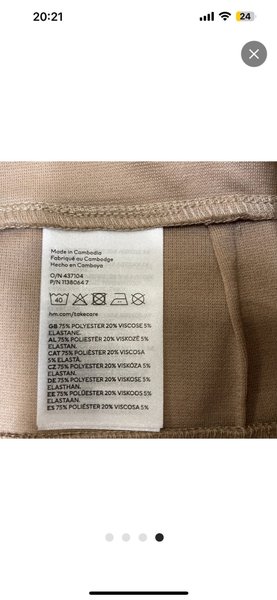 20:21
24
Made in Cambodia
Fabriqué au Cambodge
Hecho en Camboya
O/N 437104
P/N 1138064 7
40
hm.com/takecare
GB 75% POLYESTER 20% VISCOSE 5%
ELASTANE.
AL 75% POLIESTËR 20% VISKOZË 5%
ELASTAN.
CAT 75% POLIÈSTER 20% VISCOSA
5% ELASTÀ.
CZ 75% POLYESTER 20% VISKÓZA 5%
ELASTAN.
DE 75% POLYESTER 20% VISKOSE 5%
ELASTHAN.
EE 75% POLÜESTER 20% VISKOOS 5%
ELASTAAN.
ES 75% POLIÉSTER 20% VISCOSA 5%